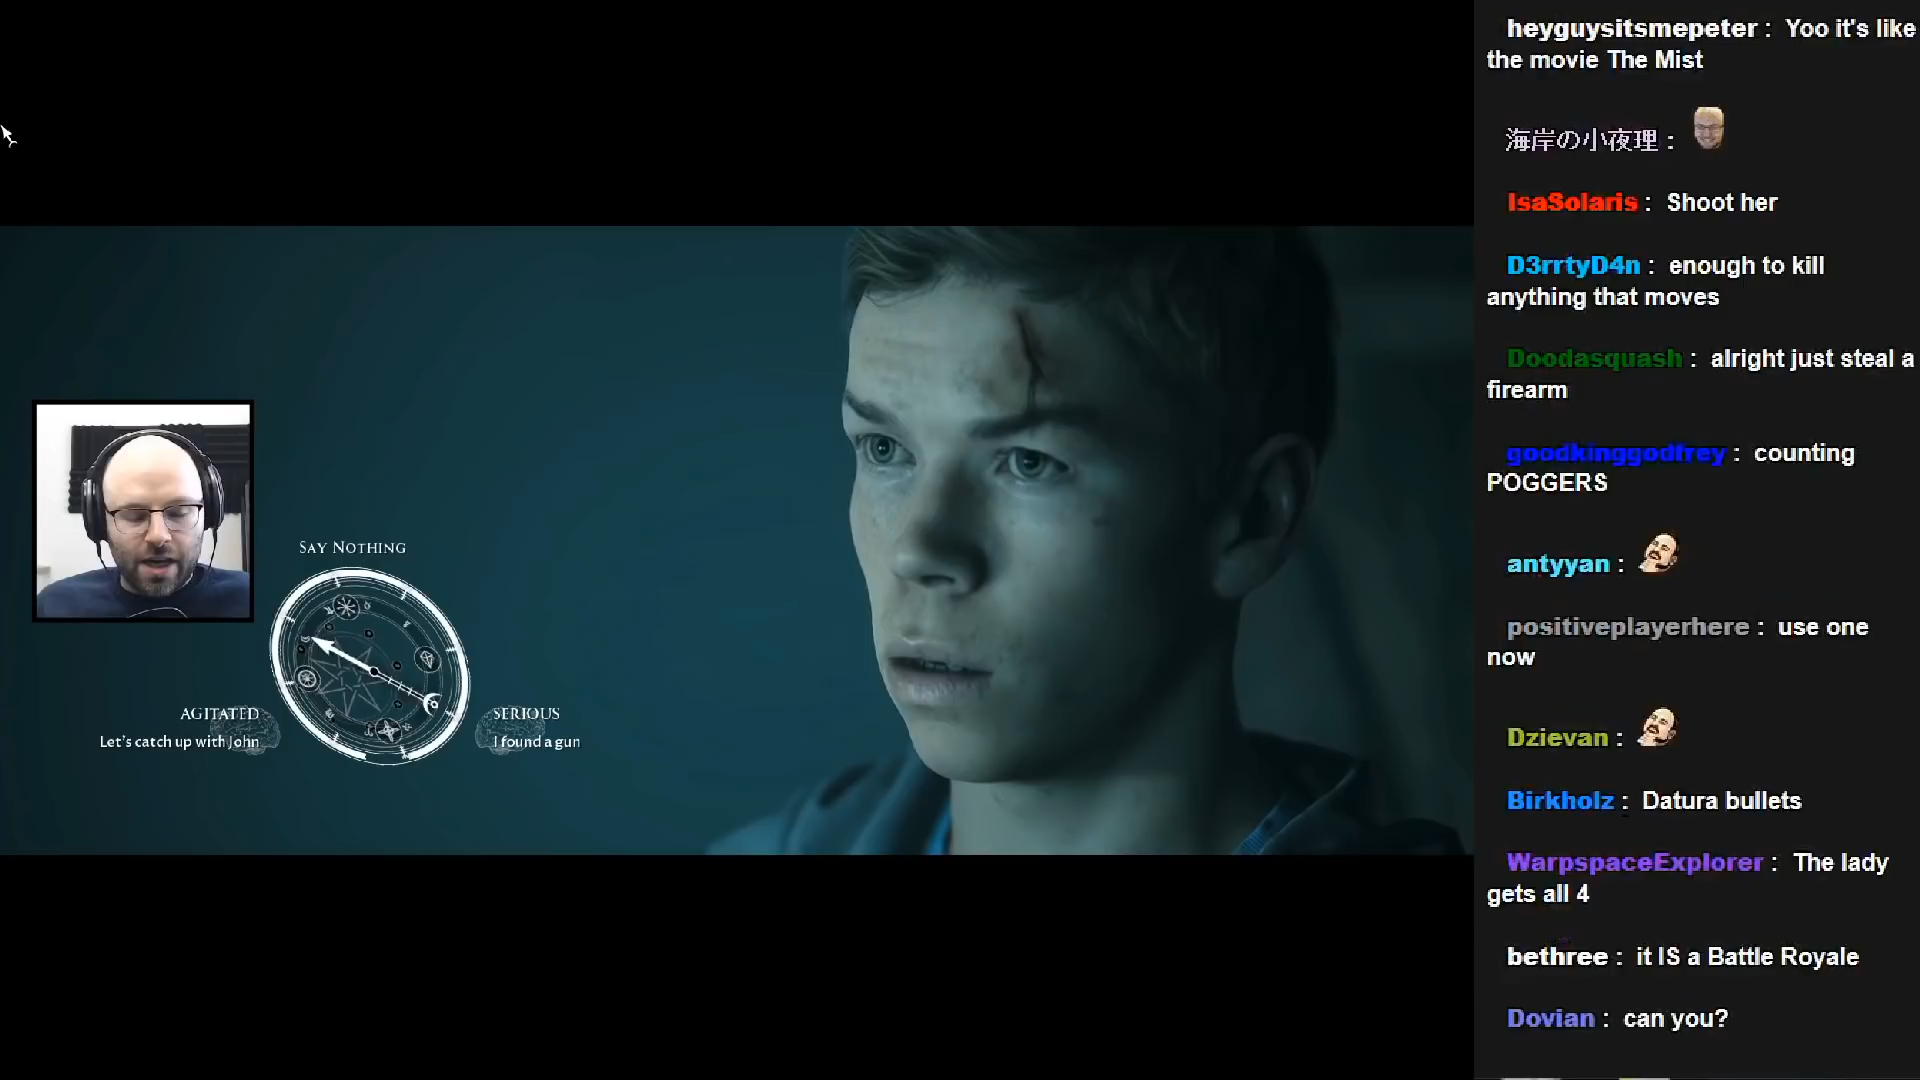 SAY NOTHING
AGITATED
Let's catch up with John
SERIOUS
I found a gun
heyguysitsmepeter : Yoo it's like
the movie The Mist
海岸の小夜理 :
IsaSolaris : Shoot her
D3rrtyD4n : enough to kill
anything that moves
Doodasquash : alright just steal a
firearm
goodkinggodfrey : counting
POGGERS
antyyan :
positiveplayerhere : use one
now
Dzievan :
Birkholz : Datura bullets
WarpspaceExplorer : The lady
gets all 4
bethree : it IS a Battle Royale
Dovian : can you?